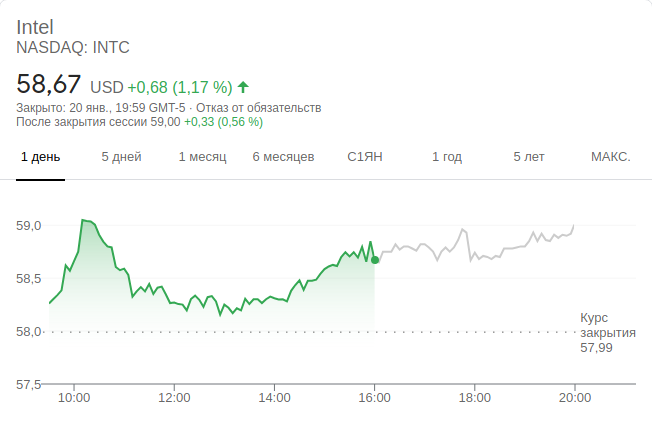 Intel
NASDAQ: INTC
58,67 USD +0,68 (1,17 %)
Закрыто: 20 янв., 19:59 GMT-5 · Отказ от обязательств
После закрытия сессии 59,00 +0,33 (0,56 %)
1 день 5 дней 1 месяц 6 месяцев С1ЯН 1 год 5 лет МАКС.
59,0
58,5
58,0
57,5
Курс
закрытия
57,99
10:00 12:00 14:00 16:00 18:00 20:00